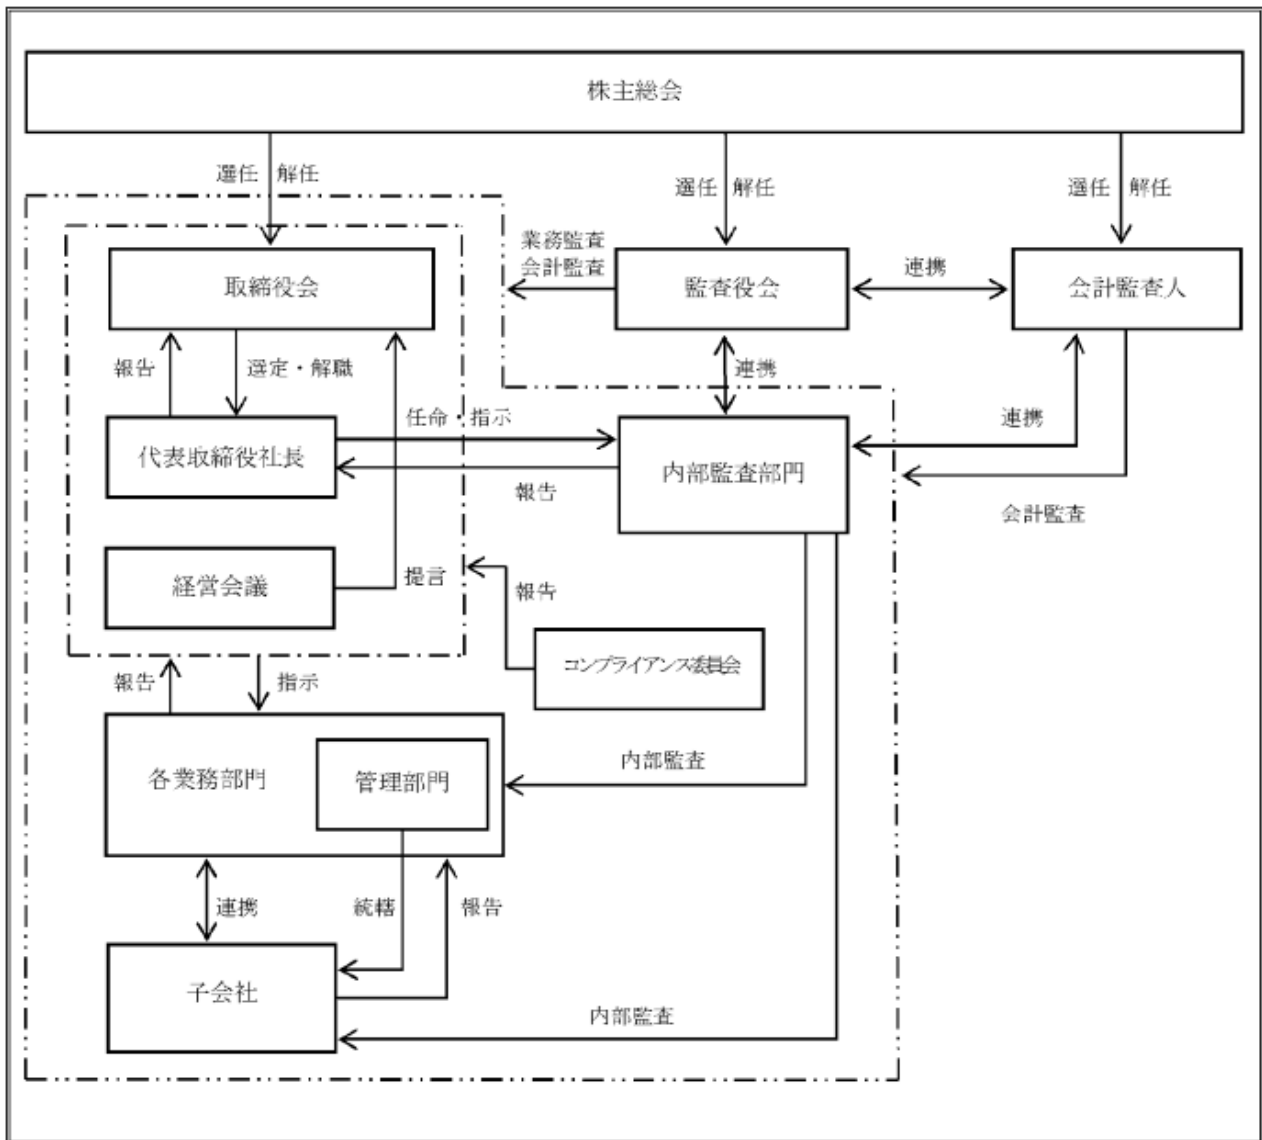 株主総会
選任 解任
選任 解任
選任 解任
業務監査
会計監査
取締役会
監査役会
連携
会計監査人
報告
選定・解職
連携
任命・指示
連携
代表取締役社長
内部監査部門
報告
会計監査
経営会議
提言
報告
コンプライアンス委員会
報告
指示
内部監査
各業務部門
管理部門
連携
統轄
報告
子会社
内部監査